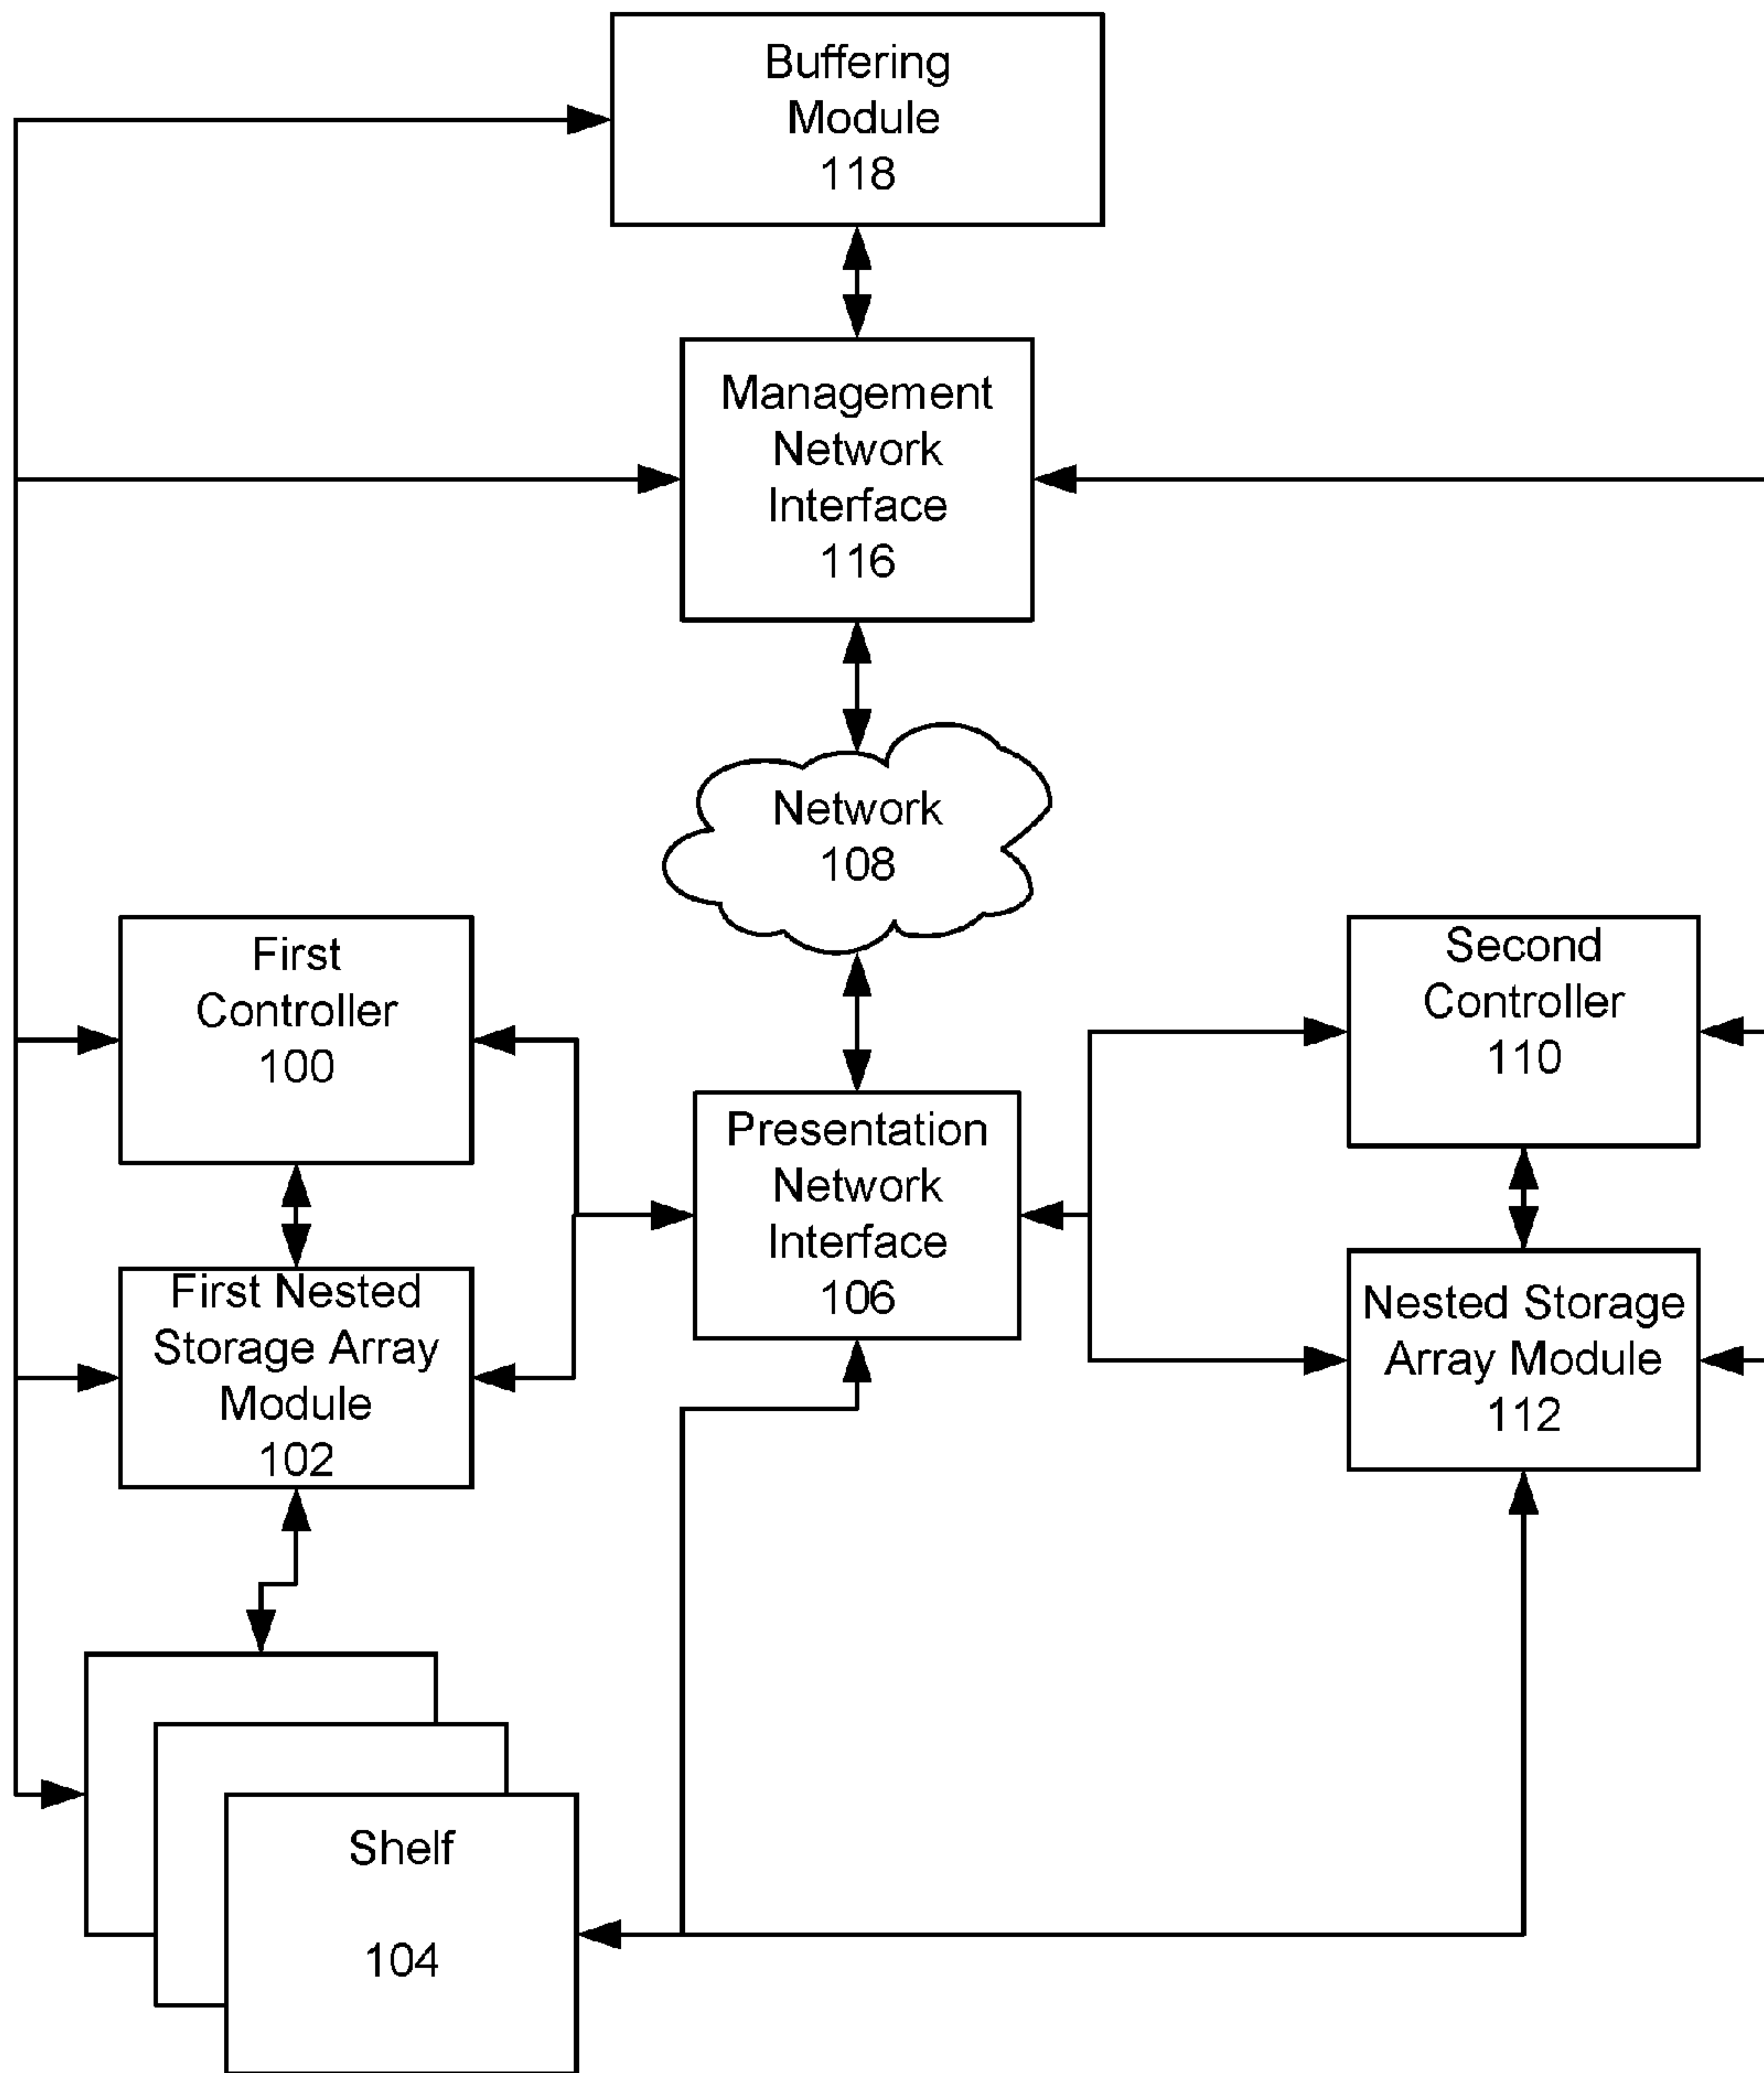 Buffering
Module
118
Management
Network
Interface
116
Network
108
First
Controller
100
Second
Controller
110
Presentation
Network
Interface
106
First Nested
Storage Array
Module
102
Nested Storage
Array Module
112
Shelf
104